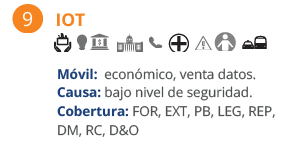 9 IOT
Móvil: económico, venta datos.
Causa: bajo nivel de seguridad.
Cobertura: FOR, EXT, PB, LEG, REP,
DM, RC, D&O